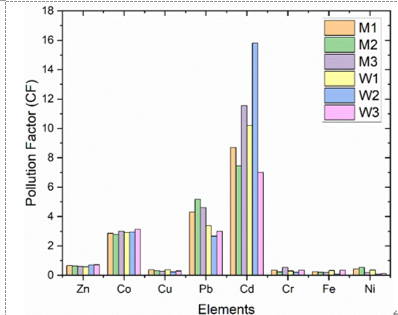 18
16
14
12
10
8
6
4
2
0
Pollution Factor (CF)
M1
M2
M3
W1
W2
W3
Zn Co Cu Pb Cd Cr Fe Ni
Elements